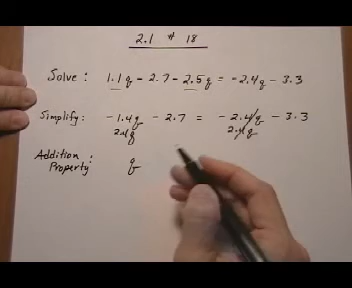 2.1 # 18
Solve: 1.1q - 2.7 - 2.5q = -2.4q - 3.3
Simplify: -1.4q - 2.7 = -2.4q - 3.3
2.4q 2.4q
Addition Property: q